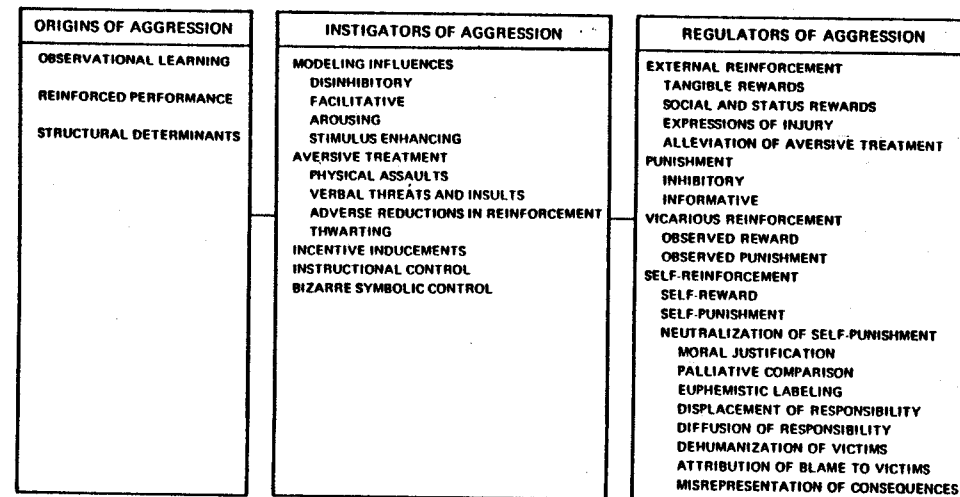 ORIGINS OF AGGRESSION
OBSERVATIONAL LEARNING
REINFORCED PERFORMANCE
STRUCTURAL DETERMINANTS
INSTIGATORS OF AGGRESSION
MODELING INFLUENCES
DISINHIBITORY
FACILITATIVE
AROUSING
STIMULUS ENHANCING
AVERSIVE TREATMENT
PHYSICAL ASSAULTS
VERBAL THREATS AND INSULTS
ADVERSE REDUCTIONS IN REINFORCEMENT
THWARTING
INCENTIVE INDUCEMENTS
INSTRUCTIONAL CONTROL
BIZARRE SYMBOLIC CONTROL
REGULATORS OF AGGRESSION
EXTERNAL REINFORCEMENT
TANGIBLE REWARDS
SOCIAL AND STATUS REWARDS
EXPRESSIONS OF INJURY
ALLEVIATION OF AVERSIVE TREATMENT
PUNISHMENT
INHIBITORY
INFORMATIVE
VICARIOUS REINFORCEMENT
OBSERVED REWARD
OBSERVED PUNISHMENT
SELF-REINFORCEMENT
SELF-REWARD
SELF-PUNISHMENT
NEUTRALIZATION OF SELF-PUNISHMENT
MORAL JUSTIFICATION
PALLIATIVE COMPARISON
EUPHEMISTIC LABELING
DISPLACEMENT OF RESPONSIBILITY
DIFFUSION OF RESPONSIBILITY
DEHUMANIZATION OF VICTIMS
ATTRIBUTION OF BLAME TO VICTIMS
MISREPRESENTATION OF CONSEQUENCES